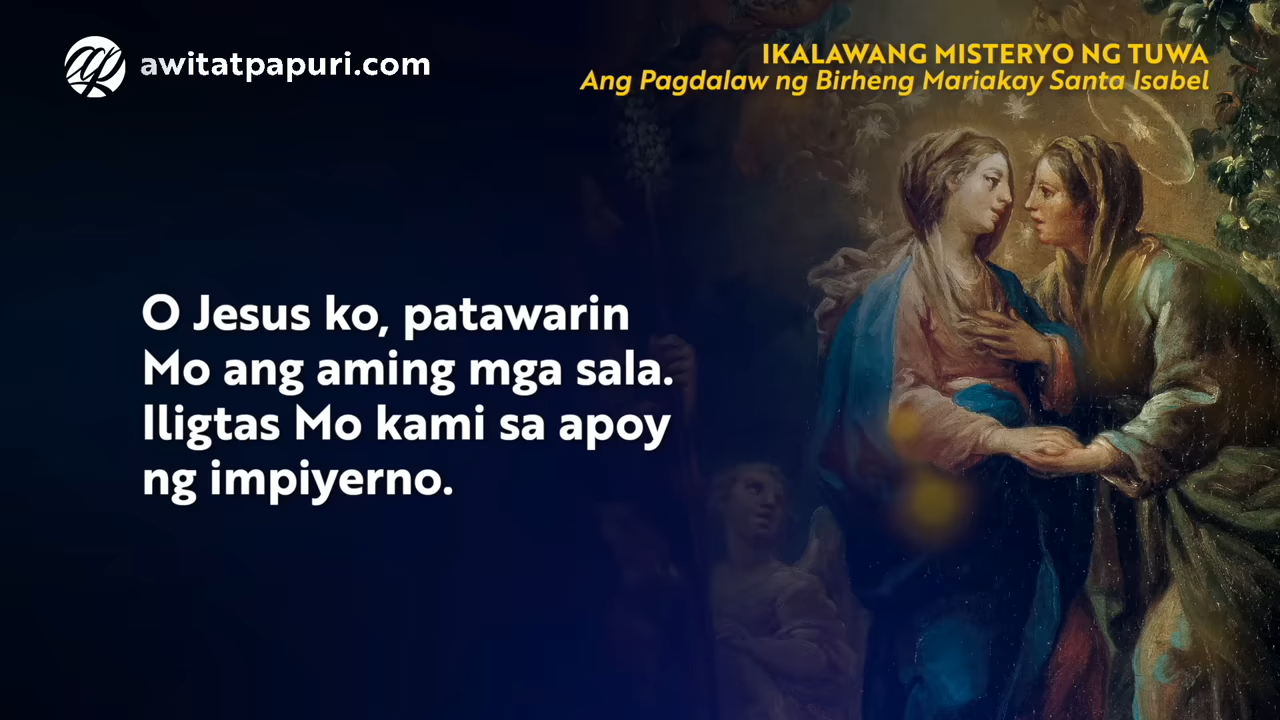 awitatpapuri.com
IKALAWANG MISTERYO NG TUWA
Ang Pagdalaw ng Birheng Mariakay Santa Isabel
O Jesus ko, patawarin
Mo ang aming mga sala.
Iligtas Mo kami sa apoy
ng impiyerno.